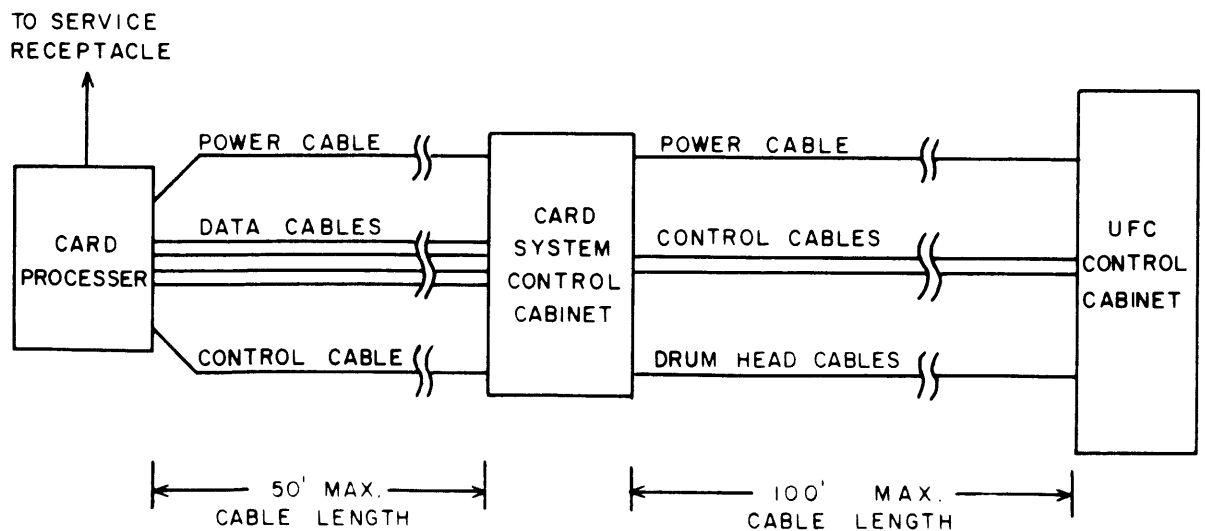 TO SERVICE
RECEPTACLE
POWER CABLE
POWER CABLE
CARD
PROCESSER
DATA CABLES
CARD
SYSTEM
CONTROL
CABINET
CONTROL CABLES
UFC
CONTROL
CABINET
CONTROL CABLE
DRUM HEAD CABLES
50' MAX.
CABLE LENGTH
100' MAX.
CABLE LENGTH